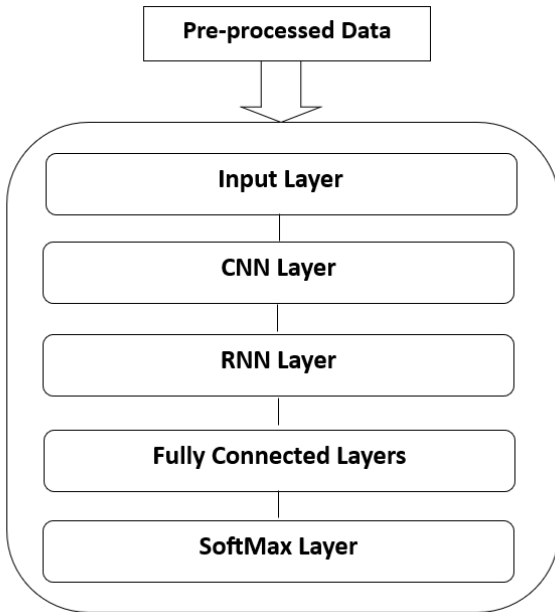 Pre-processed Data
Input Layer
CNN Layer
RNN Layer
Fully Connected Layers
SoftMax Layer